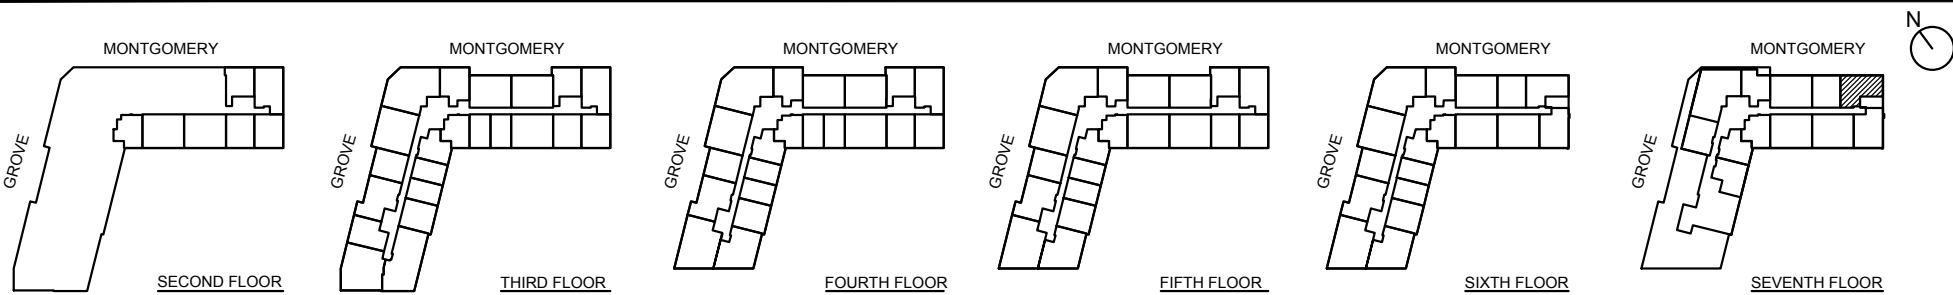 N
MONTGOMERY
GROVE
SECOND FLOOR
MONTGOMERY
GROVE
THIRD FLOOR
MONTGOMERY
GROVE
FOURTH FLOOR
MONTGOMERY
GROVE
FIFTH FLOOR
MONTGOMERY
GROVE
SIXTH FLOOR
MONTGOMERY
GROVE
SEVENTH FLOOR